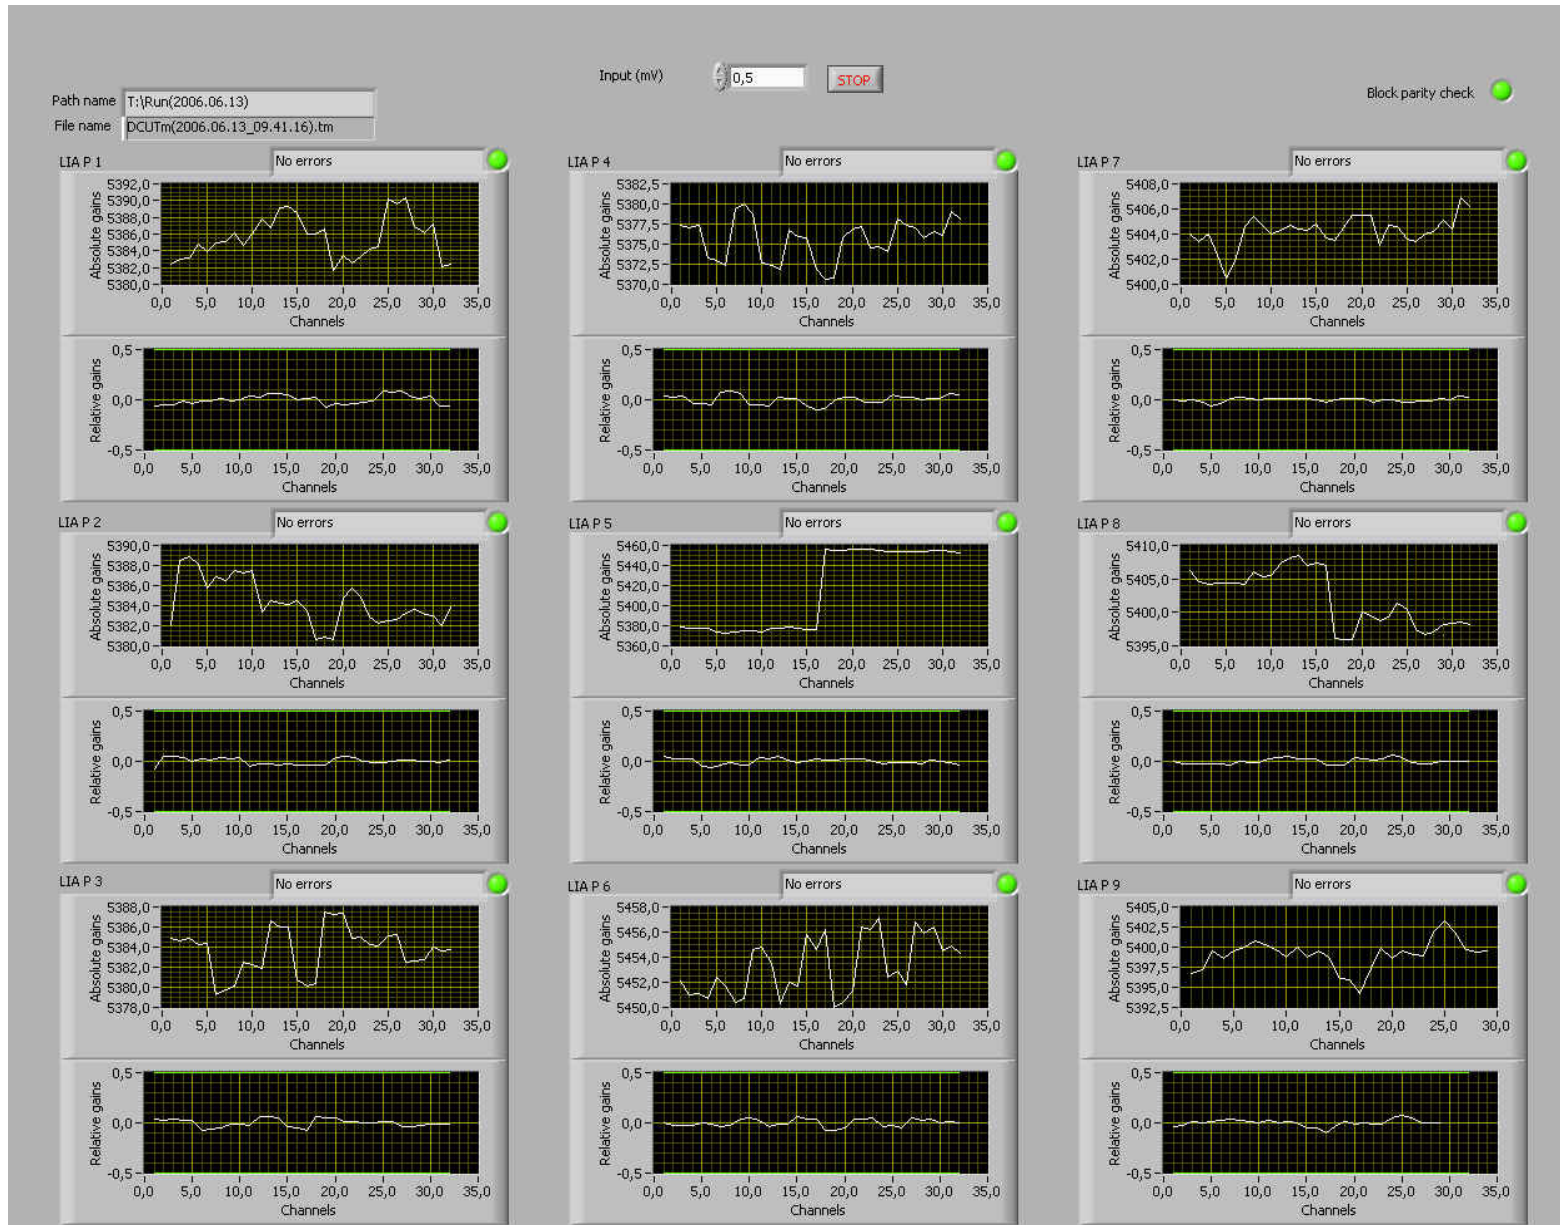 Input (mV) 0,5 STOP
Block parity check
Path name T:\Run(2006.06.13)
File name DCUTm(2006.06.13_09.41.16).tm
LIA P 1 No errors
Absolute gains
5392,0
5390,0
5388,0
5386,0
5384,0
5382,0
5380,0
0,0 5,0 10,0 15,0 20,0 25,0 30,0 35,0
Channels
Relative gains
0,5
0,0
-0,5
0,0 5,0 10,0 15,0 20,0 25,0 30,0 35,0
Channels
LIA P 4 No errors
Absolute gains
5382,5
5380,0
5377,5
5375,0
5372,5
5370,0
0,0 5,0 10,0 15,0 20,0 25,0 30,0 35,0
Channels
Relative gains
0,5
0,0
-0,5
0,0 5,0 10,0 15,0 20,0 25,0 30,0 35,0
Channels
LIA P 7 No errors
Absolute gains
5408,0
5406,0
5404,0
5402,0
5400,0
0,0 5,0 10,0 15,0 20,0 25,0 30,0 35,0
Channels
Relative gains
0,5
0,0
-0,5
0,0 5,0 10,0 15,0 20,0 25,0 30,0 35,0
Channels
LIA P 2 No errors
Absolute gains
5390,0
5388,0
5386,0
5384,0
5382,0
5380,0
0,0 5,0 10,0 15,0 20,0 25,0 30,0 35,0
Channels
Relative gains
0,5
0,0
-0,5
0,0 5,0 10,0 15,0 20,0 25,0 30,0 35,0
Channels
LIA P 5 No errors
Absolute gains
5460,0
5440,0
5420,0
5400,0
5380,0
5360,0
0,0 5,0 10,0 15,0 20,0 25,0 30,0 35,0
Channels
Relative gains
0,5
0,0
-0,5
0,0 5,0 10,0 15,0 20,0 25,0 30,0 35,0
Channels
LIA P 8 No errors
Absolute gains
5410,0
5405,0
5400,0
5395,0
0,0 5,0 10,0 15,0 20,0 25,0 30,0 35,0
Channels
Relative gains
0,5
0,0
-0,5
0,0 5,0 10,0 15,0 20,0 25,0 30,0 35,0
Channels
LIA P 3 No errors
Absolute gains
5388,0
5386,0
5384,0
5382,0
5380,0
5378,0
0,0 5,0 10,0 15,0 20,0 25,0 30,0 35,0
Channels
Relative gains
0,5
0,0
-0,5
0,0 5,0 10,0 15,0 20,0 25,0 30,0 35,0
Channels
LIA P 6 No errors
Absolute gains
5458,0
5456,0
5454,0
5452,0
5450,0
0,0 5,0 10,0 15,0 20,0 25,0 30,0 35,0
Channels
Relative gains
0,5
0,0
-0,5
0,0 5,0 10,0 15,0 20,0 25,0 30,0 35,0
Channels
LIA P 9 No errors
Absolute gains
5405,0
5402,5
5400,0
5397,5
5395,0
5392,5
0,0 5,0 10,0 15,0 20,0 25,0 30,0
Channels
Relative gains
0,5
0,0
-0,5
0,0 5,0 10,0 15,0 20,0 25,0 30,0 35,0
Channels